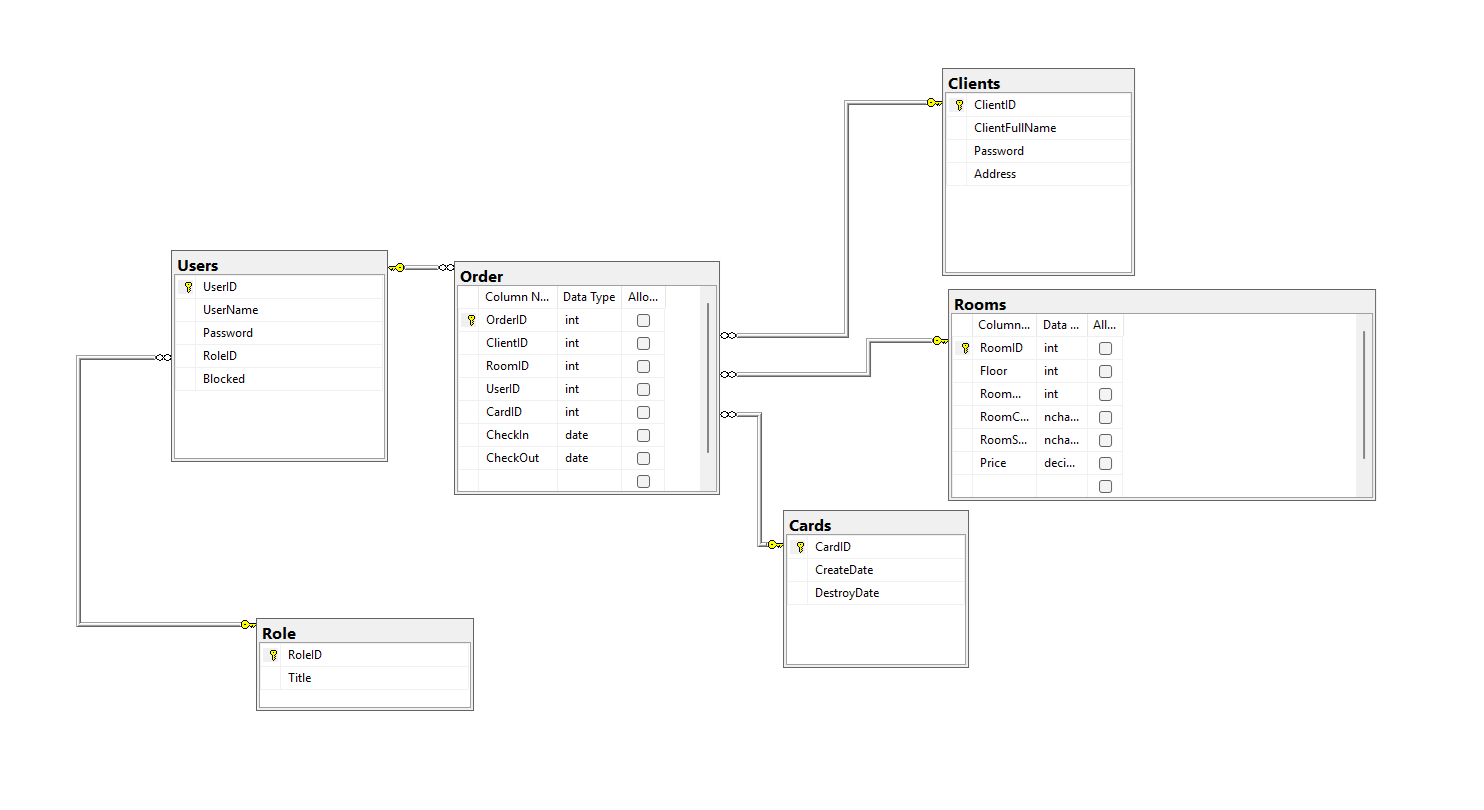 Clients
ClientID
ClientFullName
Password
Address
Users
UserID
UserName
Password
RoleID
Blocked
Order
Column N... Data Type Allo...
OrderID int
ClientID int
RoomID int
UserID int
CardID int
CheckIn date
CheckOut date
Rooms
Column... Data ... All...
RoomID int
Floor int
Room... int
RoomC... ncha...
RoomS... ncha...
Price deci...
Cards
CardID
CreateDate
DestroyDate
Role
RoleID
Title